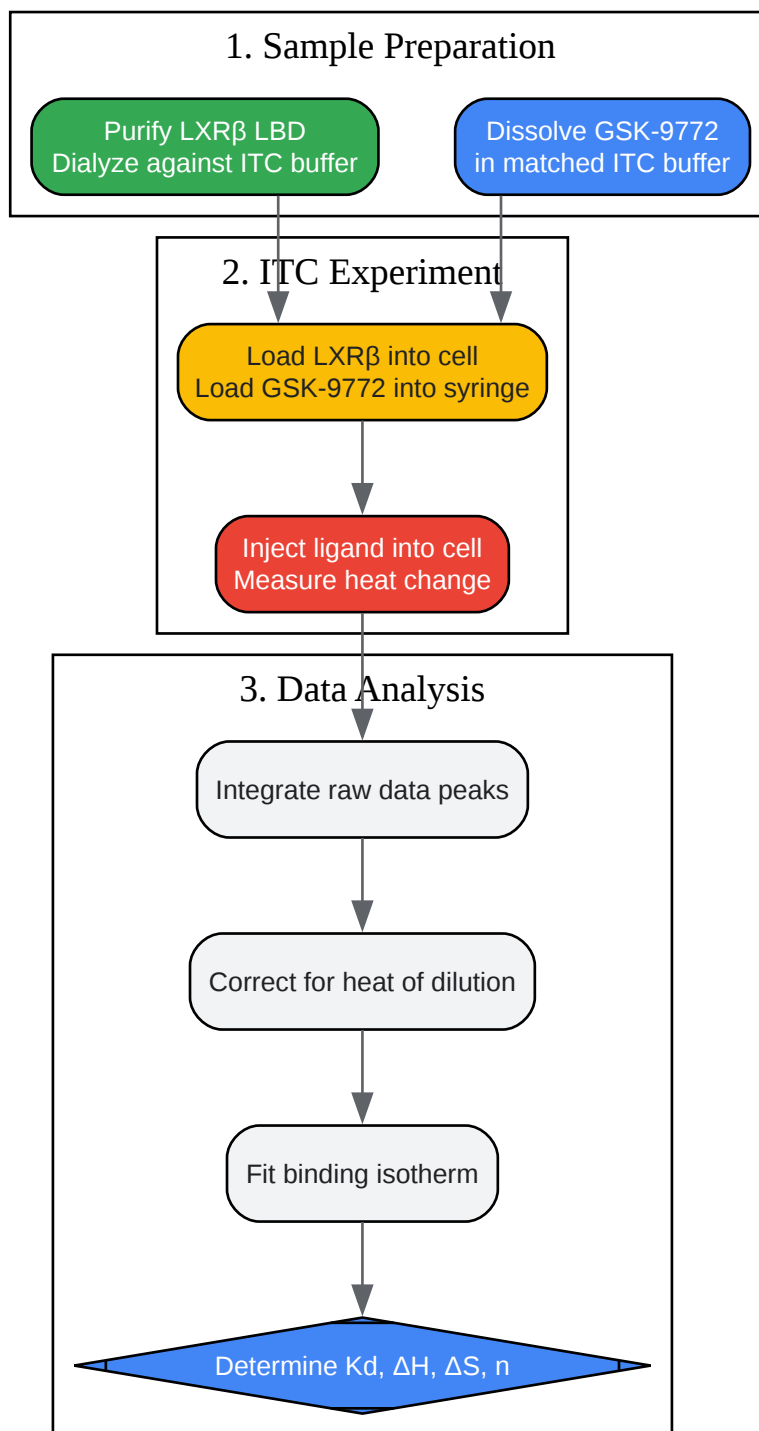 1. Sample Preparation
Purify LXRβ LBD
Dialyze against ITC buffer
Dissolve GSK-9772
in matched ITC buffer
2. ITC Experiment
Load LXRβ into cell
Load GSK-9772 into syringe
Inject ligand into cell
Measure heat change
3. Data Analysis
Integrate raw data peaks
Correct for heat of dilution
Fit binding isotherm
Determine Kd, ΔH, ΔS, n